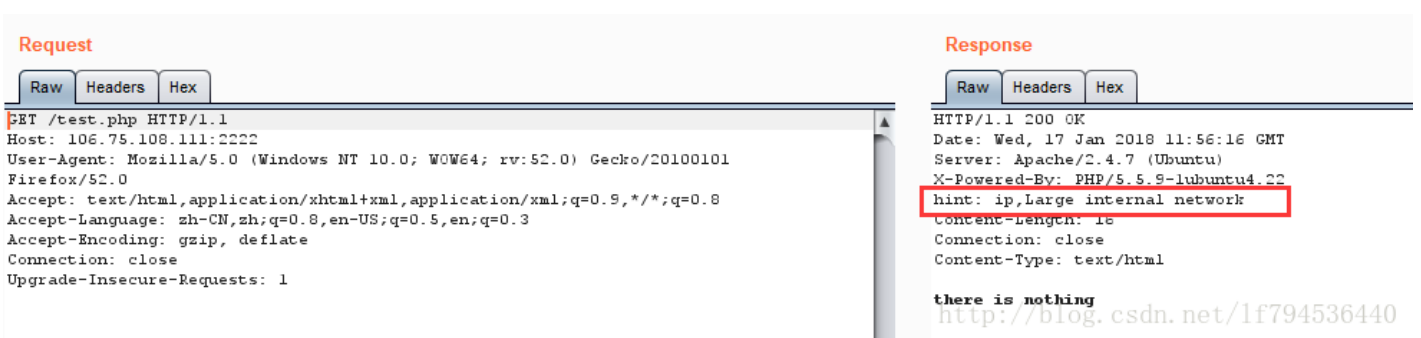 Request
Raw Headers Hex
GET /test.php HTTP/1.1
Host: 106.75.108.111:2222
User-Agent: Mozilla/5.0 (Windows NT 10.0; WOW64; rv:52.0) Gecko/20100101
Firefox/52.0
Accept: text/html,application/xhtml+xml,application/xml;q=0.9,*/*;q=0.8
Accept-Language: zh-CN,zh;q=0.8,en-US;q=0.5,en;q=0.3
Accept-Encoding: gzip, deflate
Connection: close
Upgrade-Insecure-Requests: 1
Response
Raw Headers Hex
HTTP/1.1 200 OK
Date: Wed, 17 Jan 2018 11:56:16 GMT
Server: Apache/2.4.7 (Ubuntu)
X-Powered-By: PHP/5.5.9-1ubuntu4.22
hint: ip,Large internal network
Content-Length: 16
Connection: close
Content-Type: text/html
there is nothing
http://blog.csdn.net/lf794536440